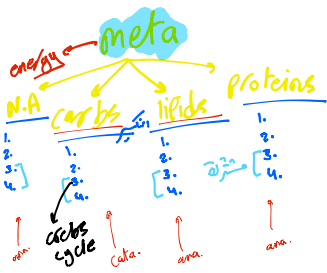 meta
energy
N.A
carbs
lipids
proteins
1.
2.
3.
4.
1.
2.
3.
4.
1.
2.
3.
4.
1.
2.
3.
4.
crebs
cycle
cata.
ana.
ana.